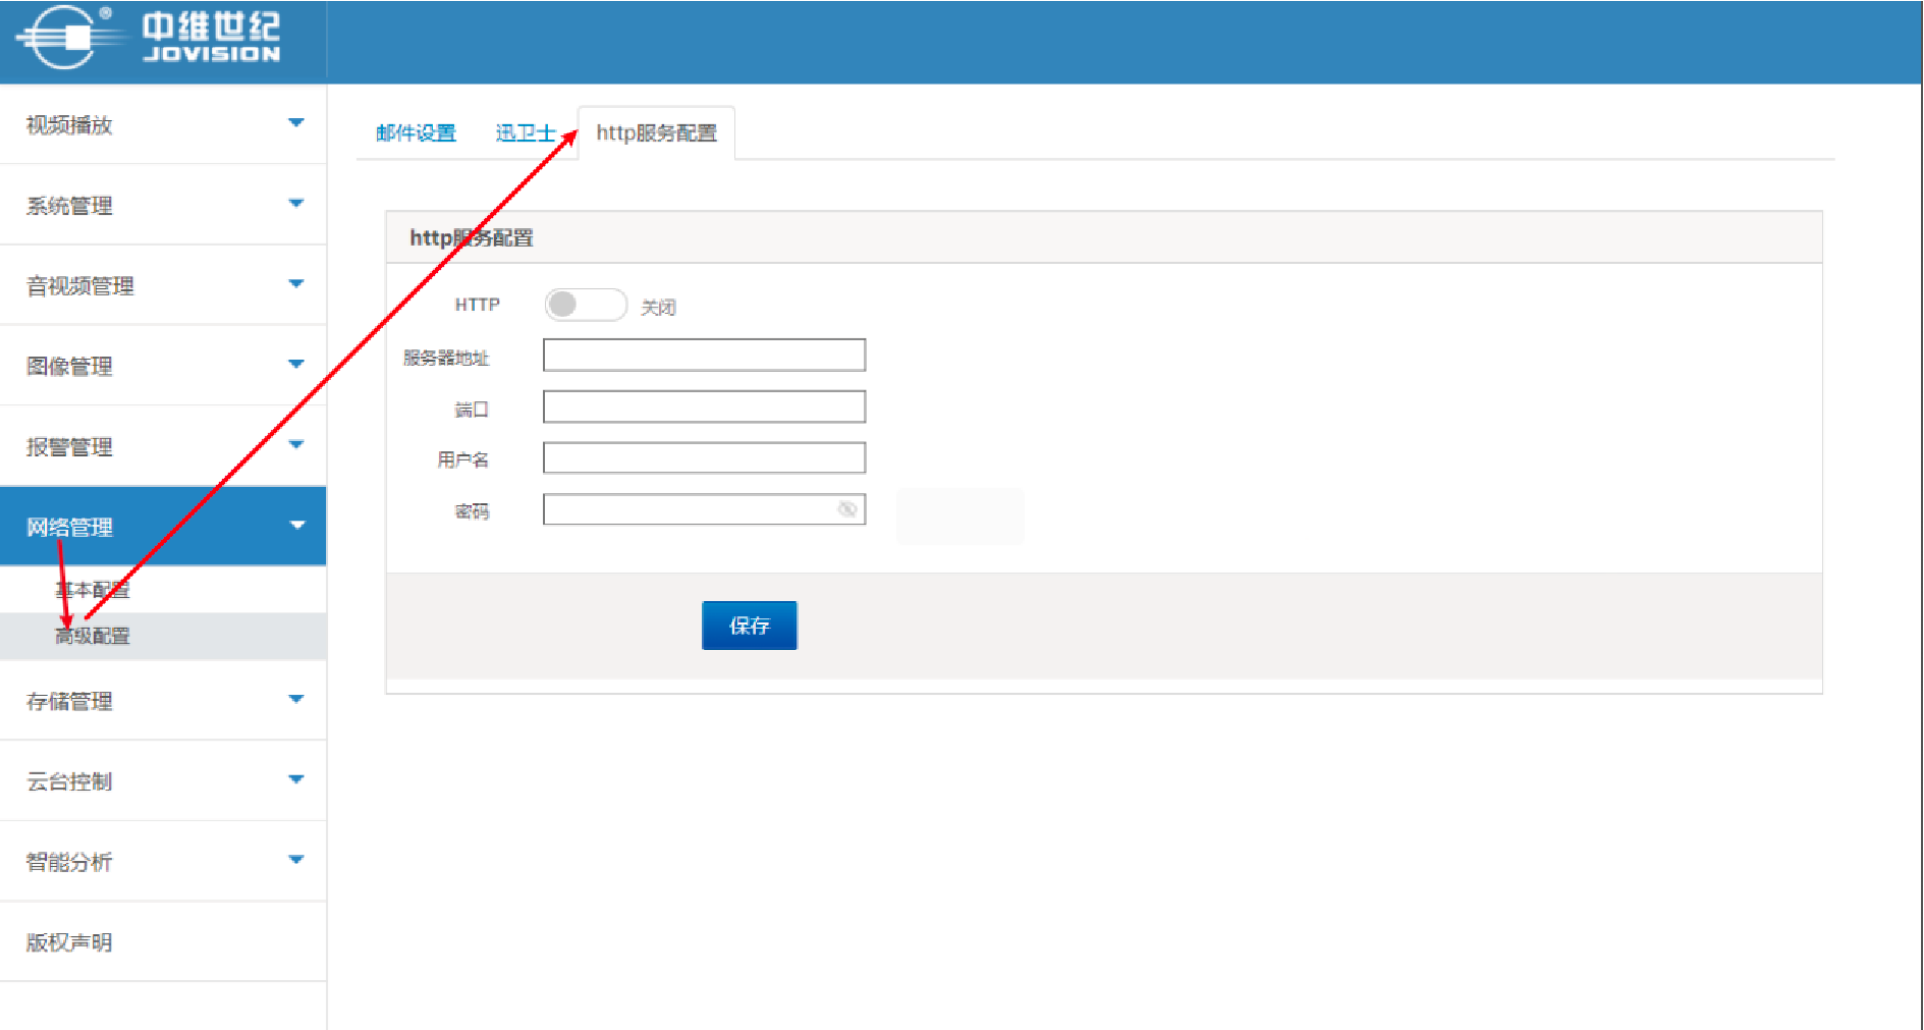 ®
中维世纪
JOVISION
视频播放
系统管理
音视频管理
图像管理
报警管理
网络管理
基本配置
高级配置
存储管理
云台控制
智能分析
版权声明
邮件设置
迅卫士
http服务配置
http服务配置
HTTP
关闭
服务器地址
端口
用户名
密码
保存